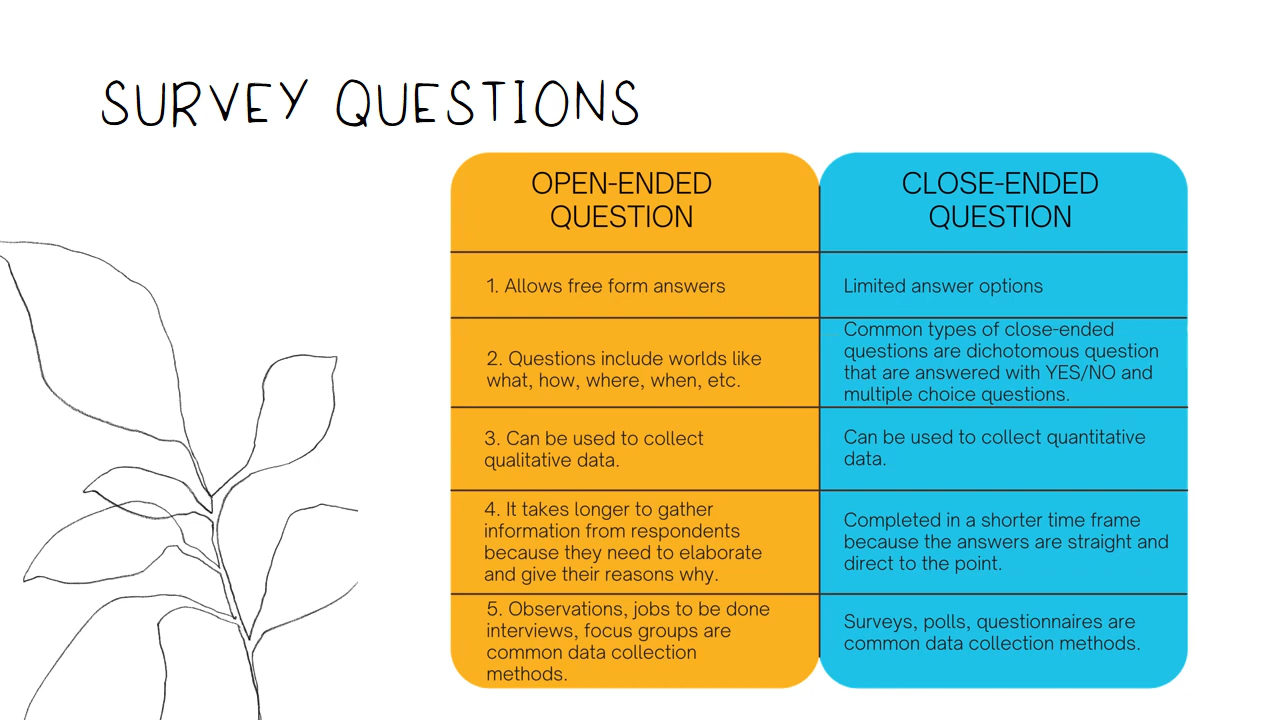 SURVEY QUESTIONS
OPEN-ENDED
QUESTION
CLOSE-ENDED
QUESTION
1. Allows free form answers
Limited answer options
2. Questions include worlds like
what, how, where, when, etc.
Common types of close-ended
questions are dichotomous question
that are answered with YES/NO and
multiple choice questions.
3. Can be used to collect
qualitative data.
Can be used to collect quantitative
data.
4. It takes longer to gather
information from respondents
because they need to elaborate
and give their reasons why.
Completed in a shorter time frame
because the answers are straight and
direct to the point.
5. Observations, jobs to be done
interviews, focus groups are
common data collection
methods.
Surveys, polls, questionnaires are
common data collection methods.